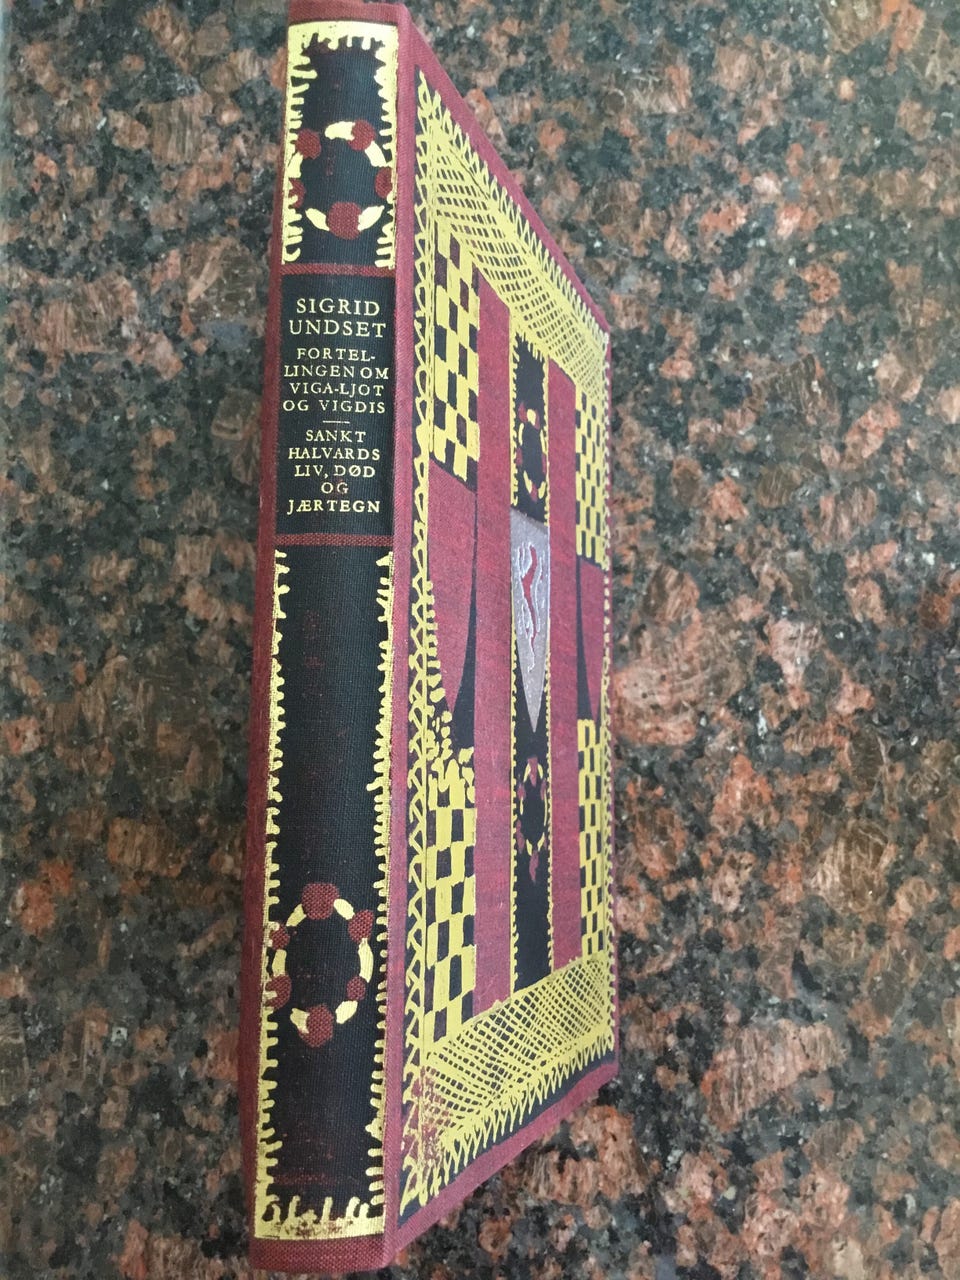 SIGRID
UNDSET
FORTEL-
LINGEN OM
VIGA-LJOT
OG VIGDIS
SANKT
HALVARDS
LIV, DØD
OG
JÆRTEGN